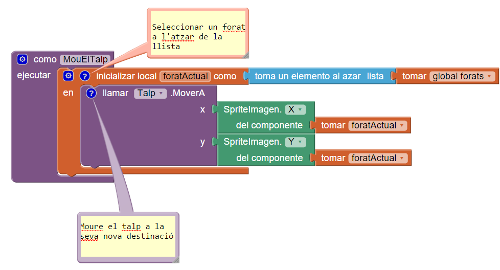 Seleccionar un forat
a l'atzar de la
llista
como MouElTalp
ejecutar inicializar local foratActual como toma un elemento al azar lista tomar global forats
en llamar Talp .MoverA
x SpriteImagen. X
del componente tomar foratActual
y SpriteImagen. Y
del componente tomar foratActual
Moure el talp a la
seva nova destinació